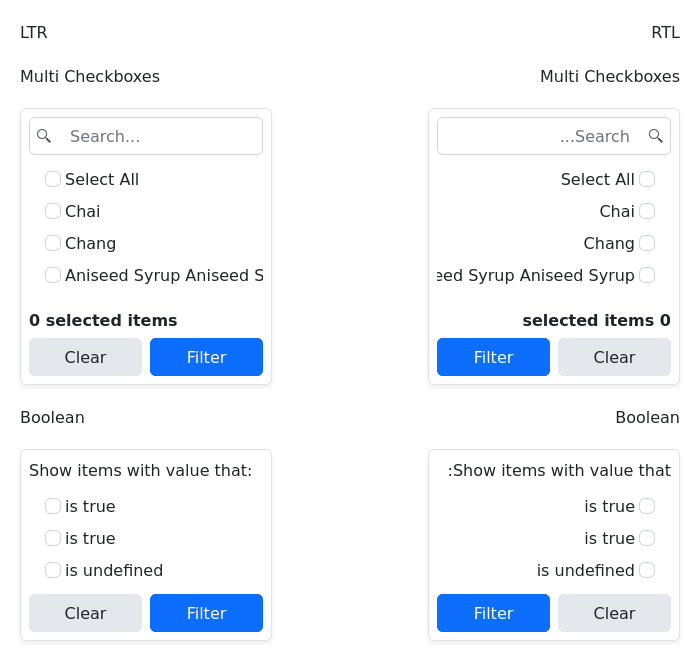 LTR
RTL
Multi Checkboxes
Multi Checkboxes
Search...
...Search
Select All
Select All
Chai
Chai
Chang
Chang
Aniseed Syrup Aniseed S
eed Syrup Aniseed Syrup
0 selected items
selected items 0
Clear
Filter
Filter
Clear
Boolean
Boolean
Show items with value that:
:Show items with value that
is true
is true
is true
is true
is undefined
is undefined
Clear
Filter
Filter
Clear